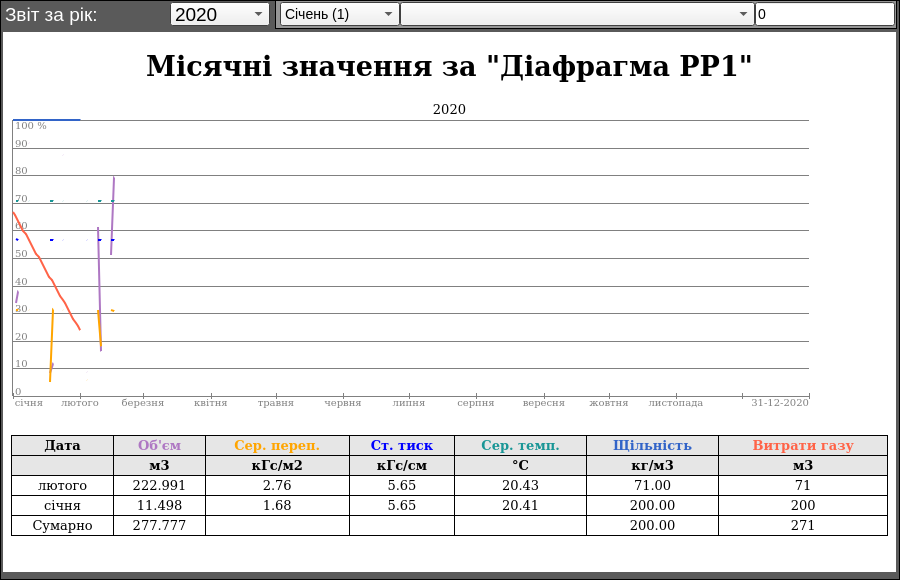 Звіт за рік: 2020 Січень (1) 0
Місячні значення за "Діафрагма PP1"
2020
100 %
90
80
70
60
50
40
30
20
10
0
січня лютого березня квітня травня червня липня серпня вересня жовтня листопада 31-12-2020
Дата Об'єм Сер. переп. Ст. тиск Сер. темп. Щільність Витрати газу
м3 кГс/м2 кГс/см °C кг/м3 м3
лютого 222.991 2.76 5.65 20.43 71.00 71
січня 11.498 1.68 5.65 20.41 200.00 200
Сумарно 277.777 200.00 271